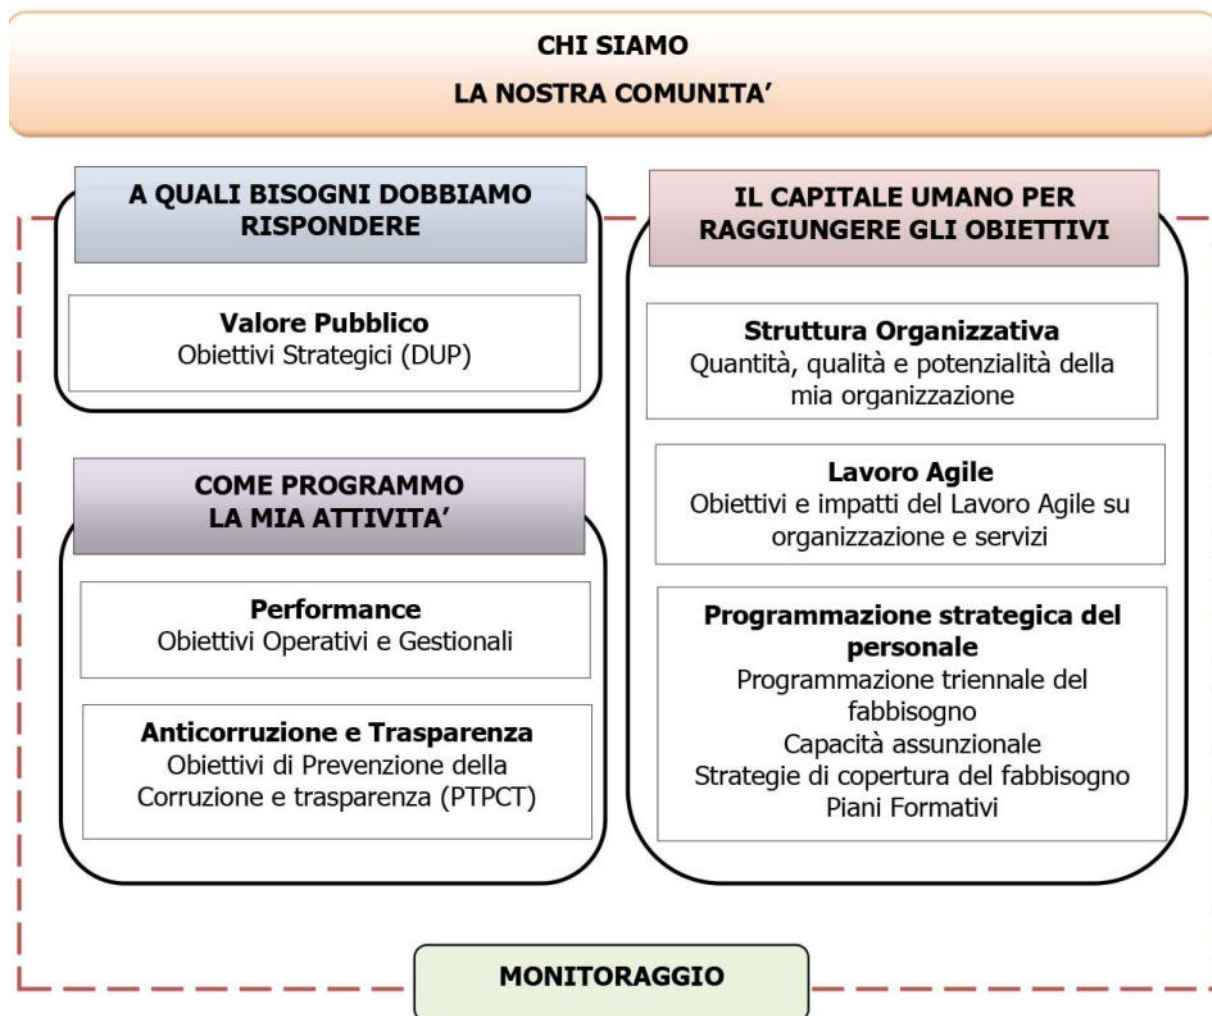 CHI SIAMO
LA NOSTRA COMUNITA’
A QUALI BISOGNI DOBBIAMO
RISPONDERE
Valore Pubblico
Obiettivi Strategici (DUP)
COME PROGRAMMO
LA MIA ATTIVITA’
Performance
Obiettivi Operativi e Gestionali
Anticorruzione e Trasparenza
Obiettivi di Prevenzione della
Corruzione e trasparenza (PTPCT)
IL CAPITALE UMANO PER
RAGGIUNGERE GLI OBIETTIVI
Struttura Organizzativa
Quantità, qualità e potenzialità della
mia organizzazione
Lavoro Agile
Obiettivi e impatti del Lavoro Agile su
organizzazione e servizi
Programmazione strategica del
personale
Programmazione triennale del
fabbisogno
Capacità assunzionale
Strategie di copertura del fabbisogno
Piani Formativi
MONITORAGGIO